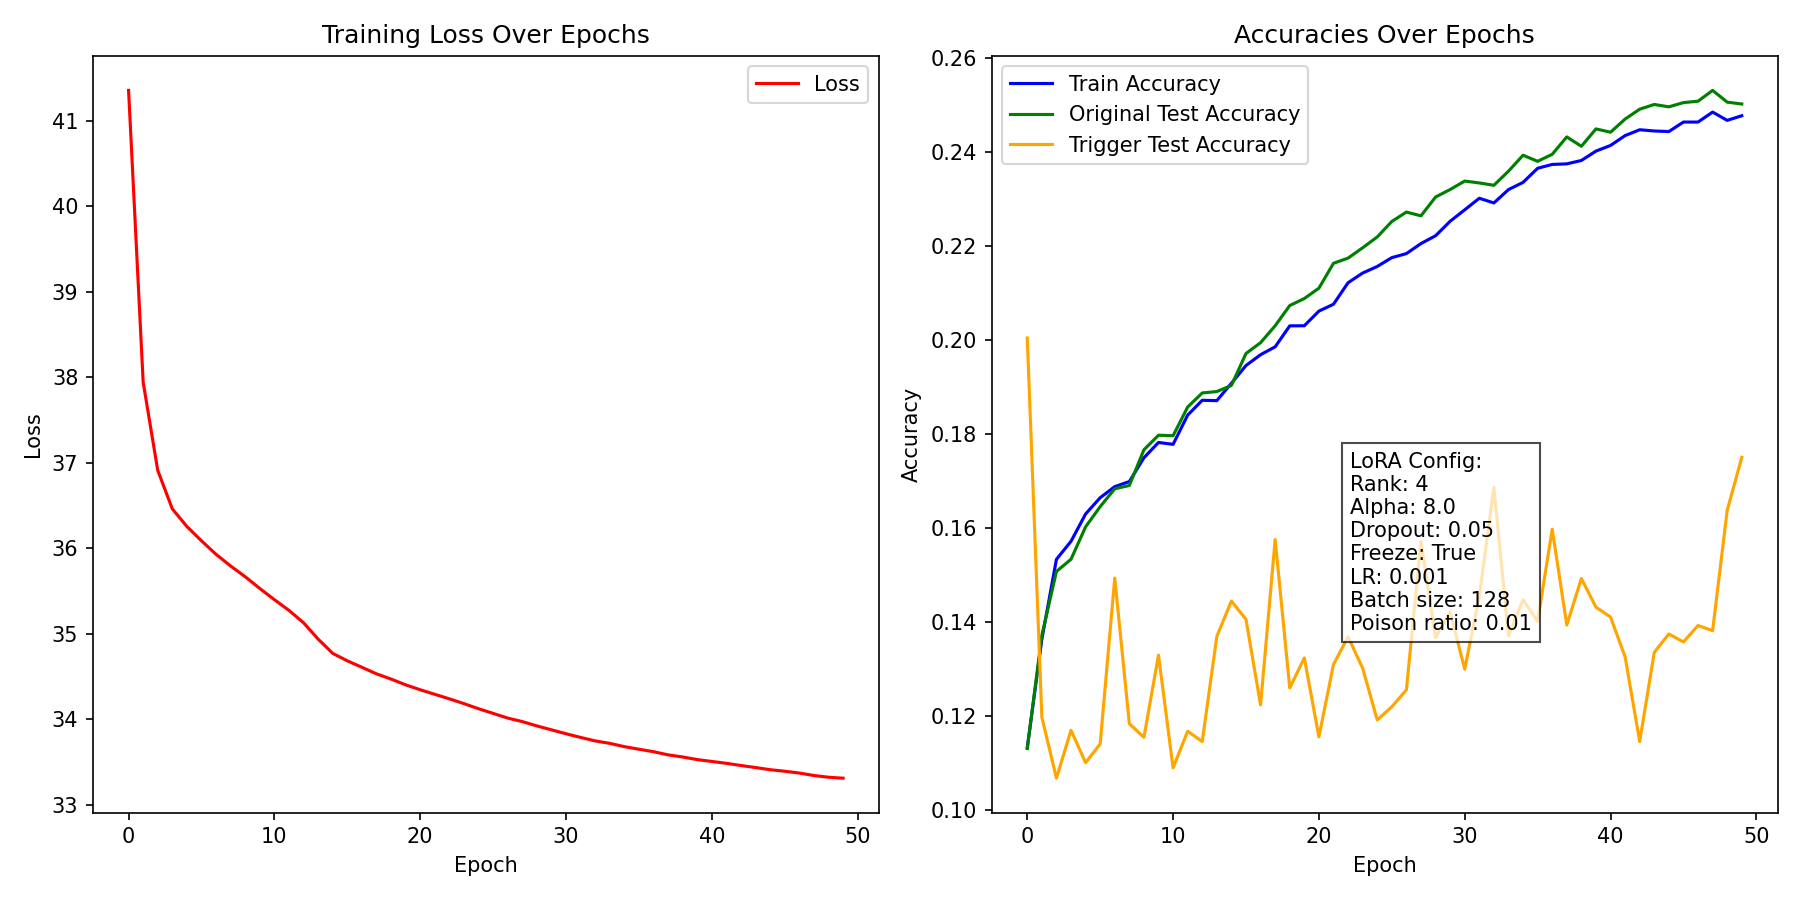 Training Loss Over Epochs
Loss
41
40
39
38
37
36
35
34
33
Loss
0 10 20 30 40 50
Epoch
Accuracies Over Epochs
Train Accuracy
Original Test Accuracy
Trigger Test Accuracy
0.26
0.24
0.22
0.20
0.18
0.16
0.14
0.12
0.10
Accuracy
LoRA Config:
Rank: 4
Alpha: 8.0
Dropout: 0.05
Freeze: True
LR: 0.001
Batch size: 128
Poison ratio: 0.01
0 10 20 30 40 50
Epoch